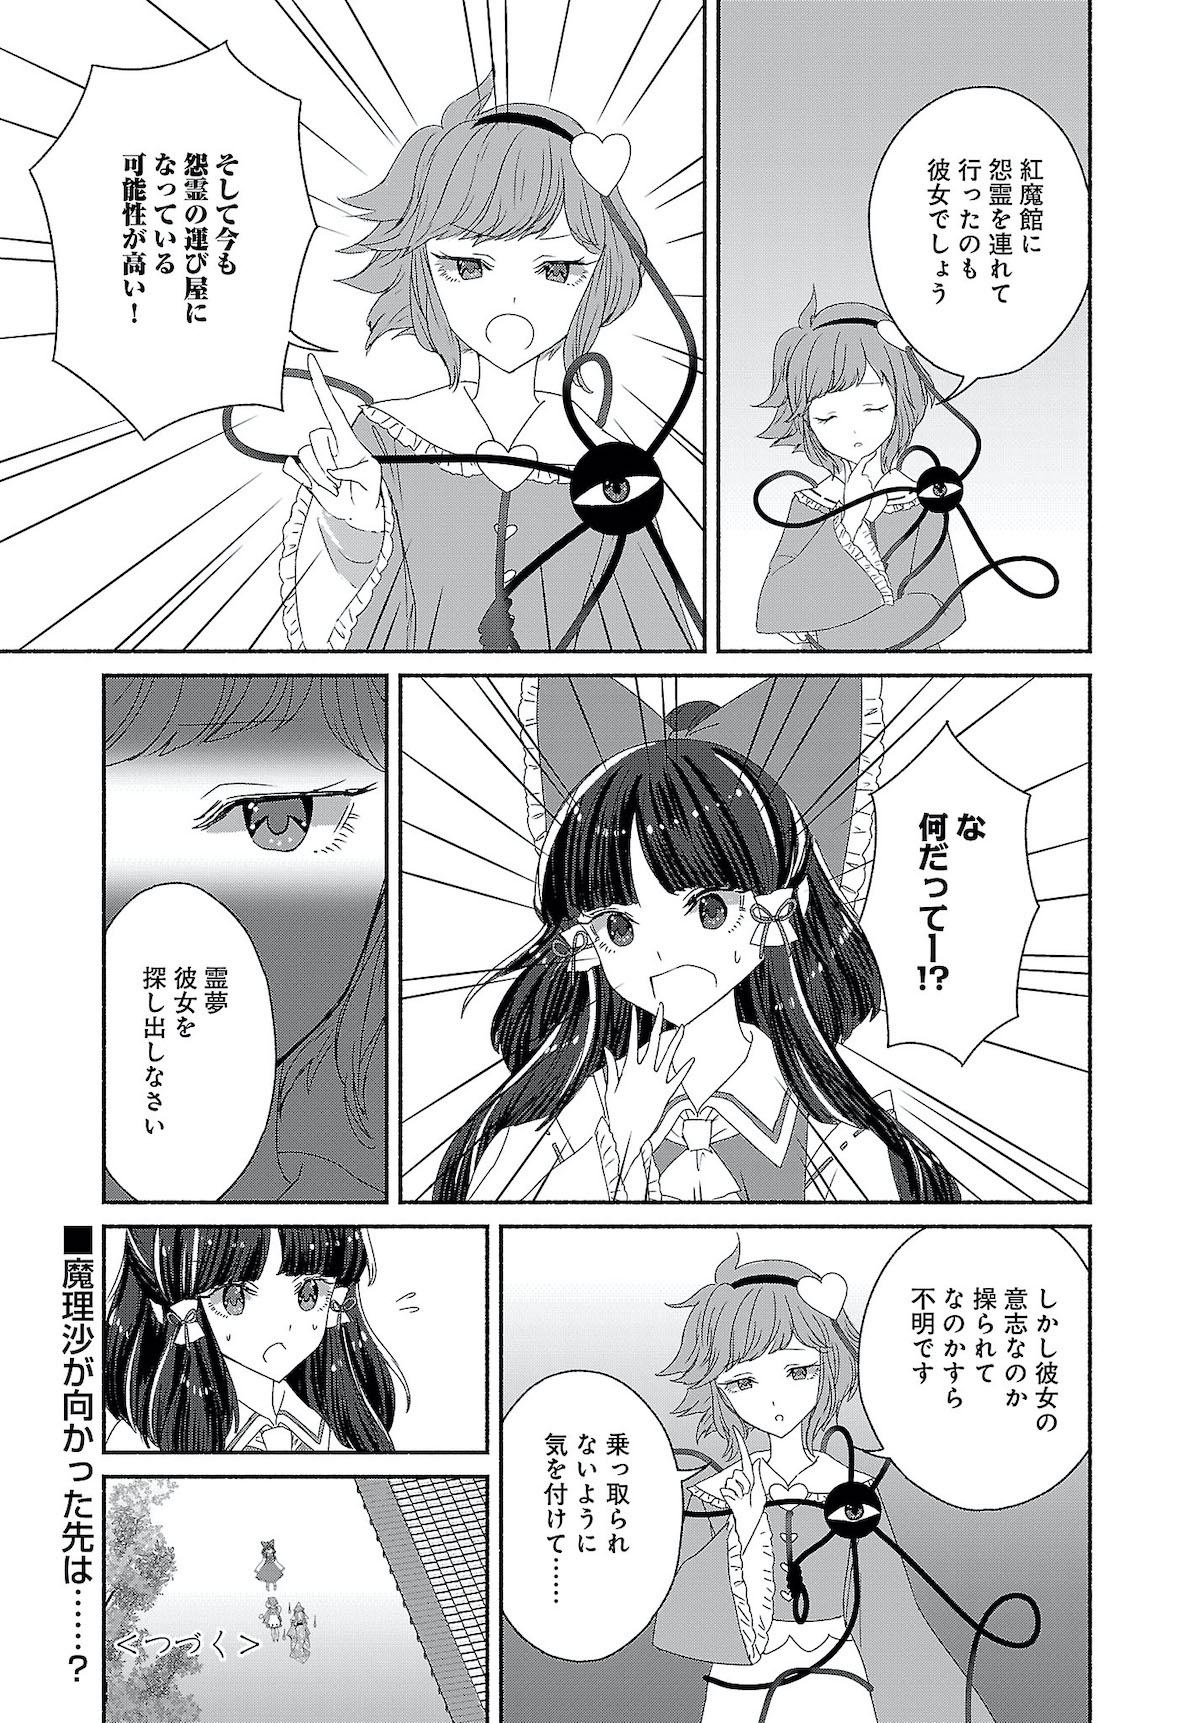 紅魔館に
怨霊を連れて
行ったのも
彼女でしょう
そして今も
怨霊の運び屋に
なっている
可能性が高い！
な
何だってー!?
霊夢
彼女を
探し出しなさい
しかし彼女の
意志なのか
操られて
なのかすら
不明です
乗っ取られ
ないように
気を付けて……
＜つづく＞
■魔理沙が向かった先は……？